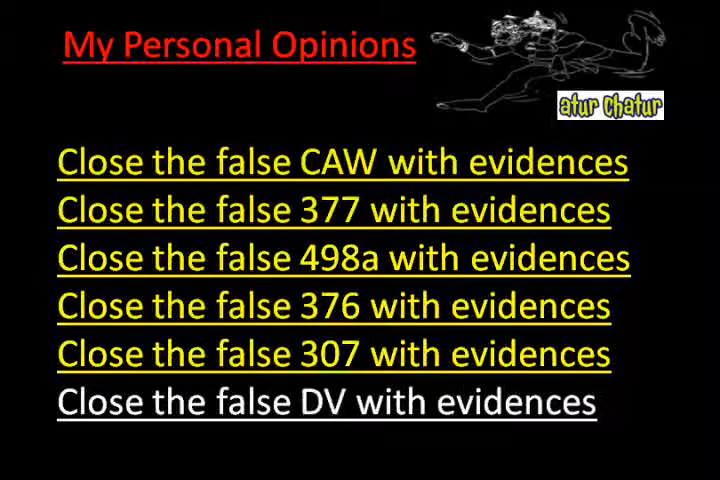 My Personal Opinions
atur chatur
Close the false CAW with evidences
Close the false 377 with evidences
Close the false 498a with evidences
Close the false 376 with evidences
Close the false 307 with evidences
Close the false DV with evidences